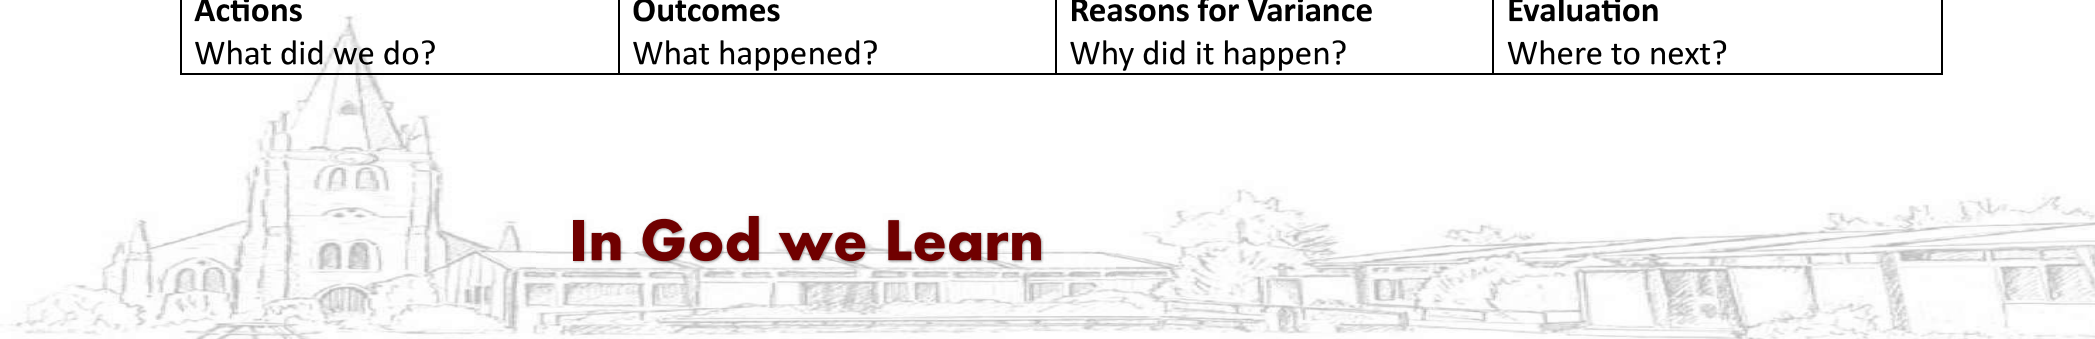 Actions Outcomes Reasons for Variance Evaluation
What did we do? What happened? Why did it happen? Where to next?
In God we Learn